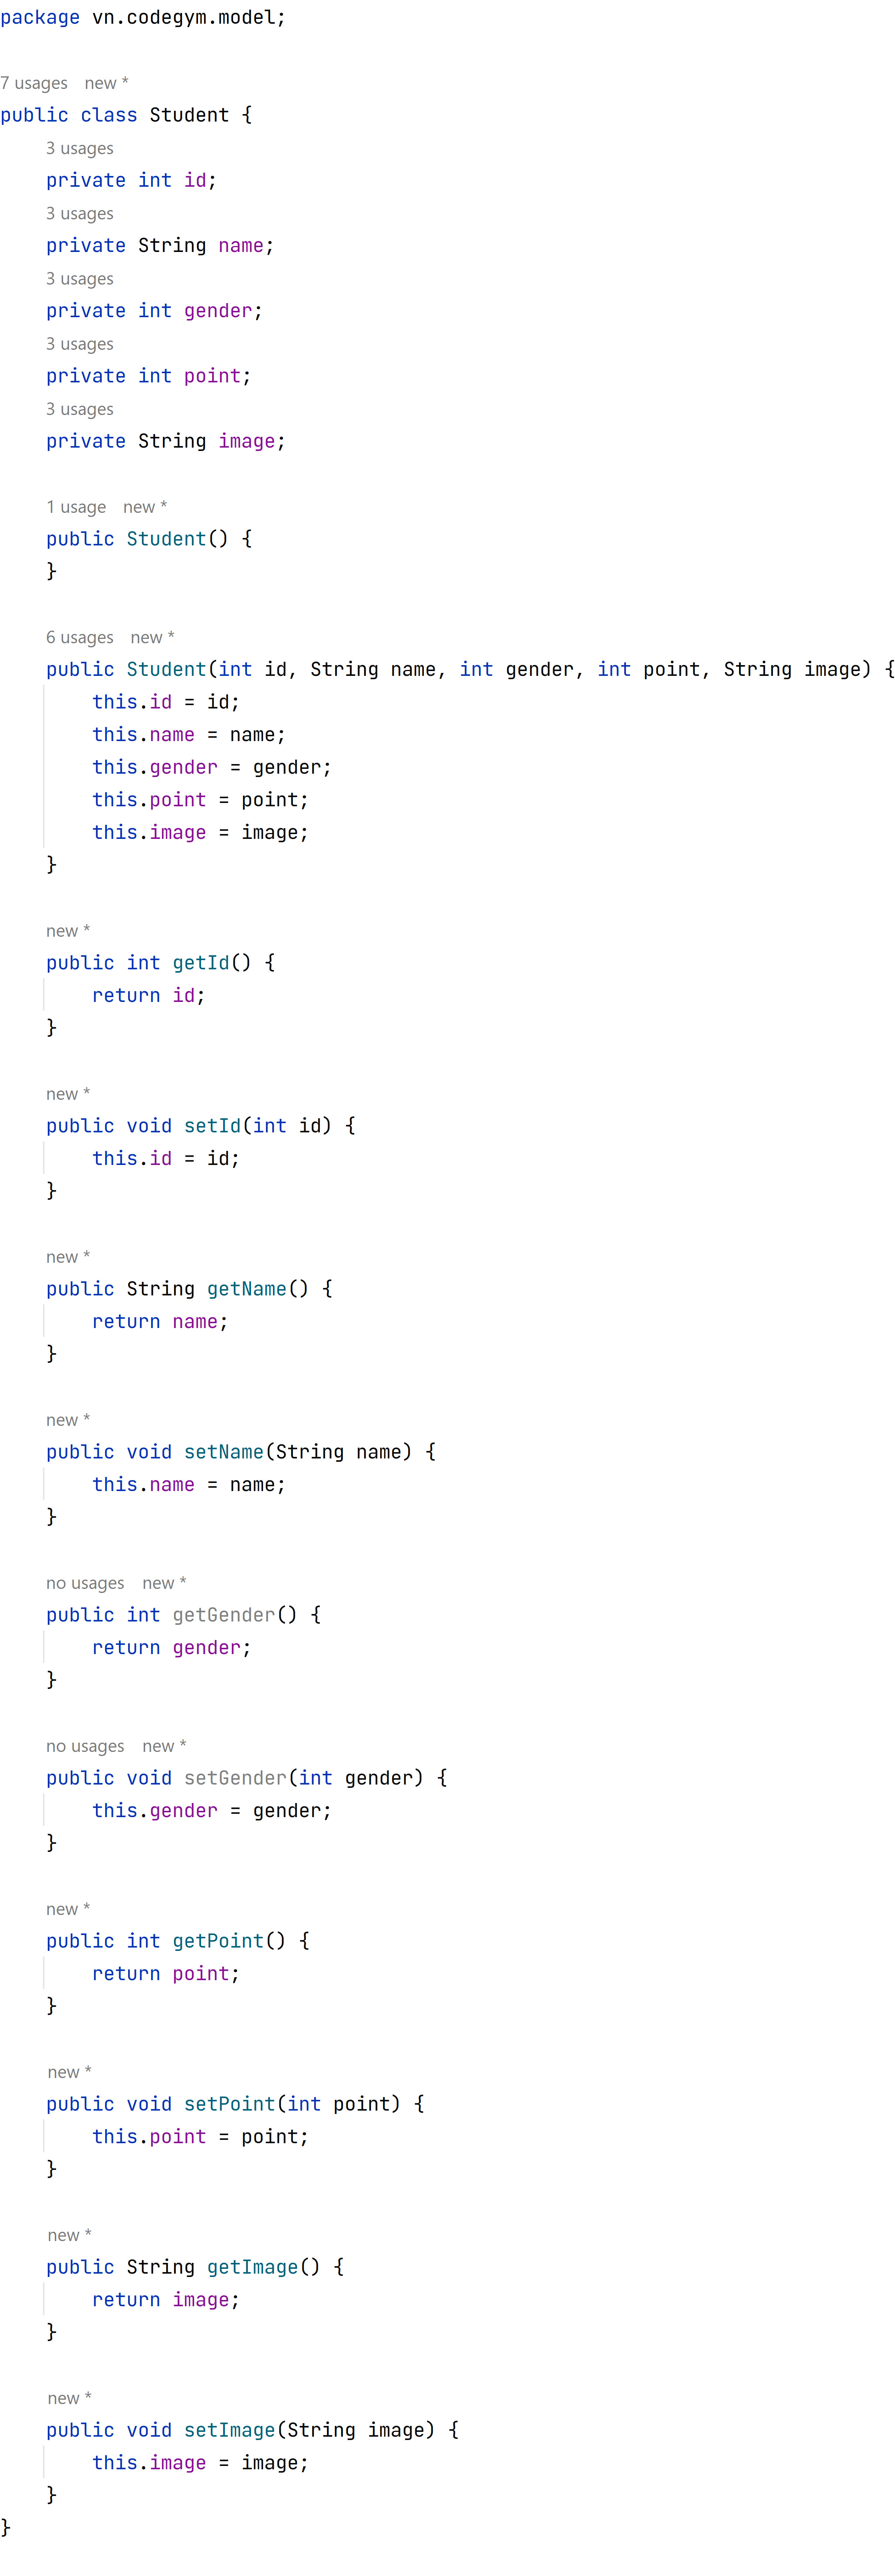 package vn.codegym.model;
7 usages new *
public class Student {
3 usages
private int id;
3 usages
private String name;
3 usages
private int gender;
3 usages
private int point;
3 usages
private String image;
1 usage new *
public Student() {
}
6 usages new *
public Student(int id, String name, int gender, int point, String image) {
this.id = id;
this.name = name;
this.gender = gender;
this.point = point;
this.image = image;
}
new *
public int getId() {
return id;
}
new *
public void setId(int id) {
this.id = id;
}
new *
public String getName() {
return name;
}
new *
public void setName(String name) {
this.name = name;
}
no usages new *
public int getGender() {
return gender;
}
no usages new *
public void setGender(int gender) {
this.gender = gender;
}
new *
public int getPoint() {
return point;
}
new *
public void setPoint(int point) {
this.point = point;
}
new *
public String getImage() {
return image;
}
new *
public void setImage(String image) {
this.image = image;
}
}